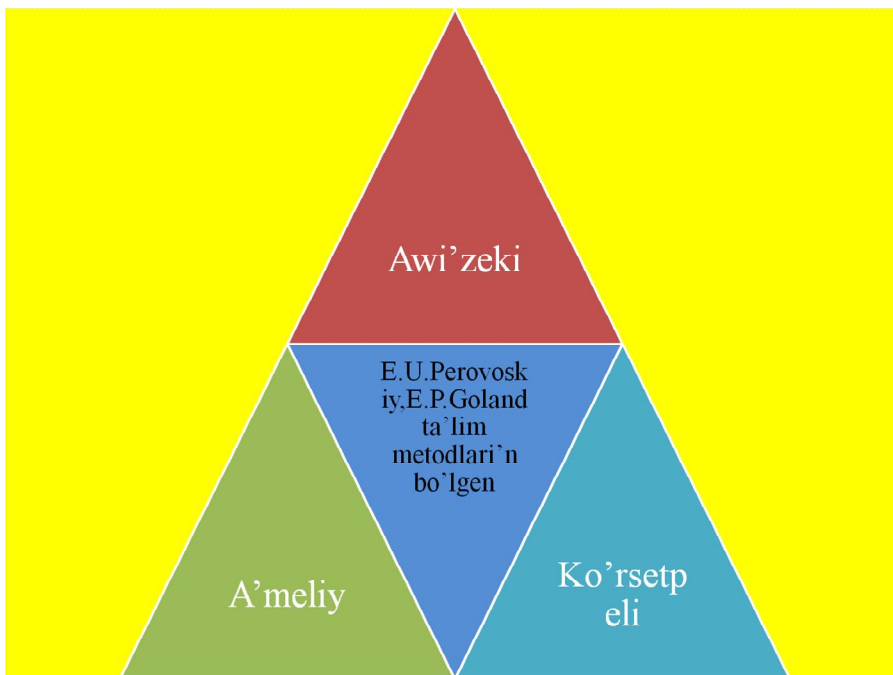 Awi’zeki
E.U.Perovosk
iy,E.P.Goland
ta’lim
metodlari’n
bo’lgen
A’meliy
Ko’rsetp
eli